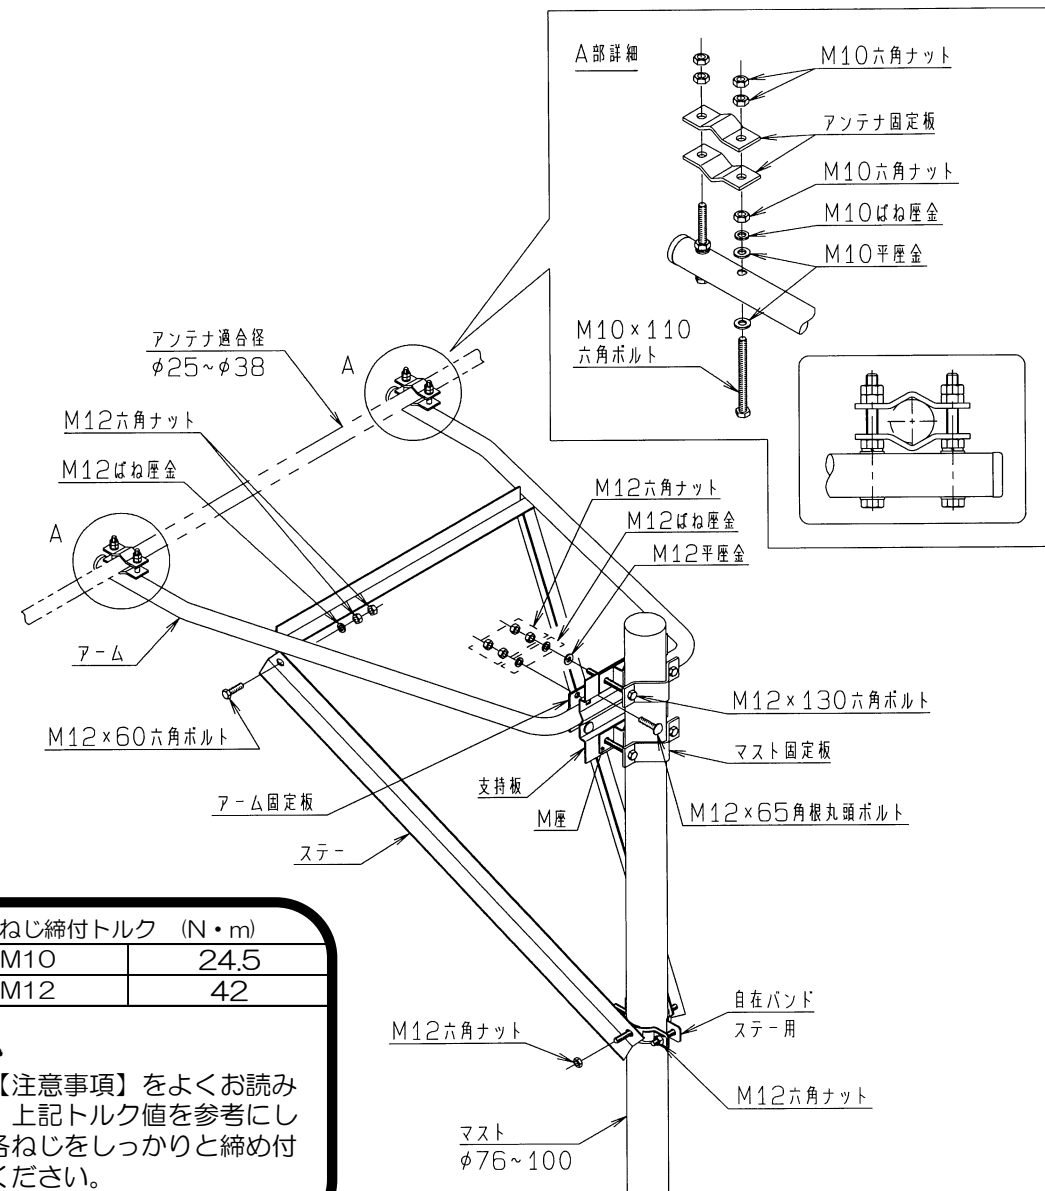 A部詳細
M10六角ナット
アンテナ固定板
M10六角ナット
M10ばね座金
M10平座金
M10×110
六角ボルト
アンテナ適合径
φ25~φ38
A
M12六角ナット
M12ばね座金
A
M12六角ナット
M12ばね座金
M12平座金
アーム
M12×60六角ボルト
M12×130六角ボルト
マスト固定板
支持板
アーム固定板
M座
M12×65角根丸頭ボルト
ステー
ねじ締付トルク (N・m)
M10 24.5
M12 42
自在バンド
ステー用
M12六角ナット
M12六角ナット
【注意事項】をよくお読み
上記トルク値を参考にし
各ねじをしっかりと締め付
ください。
マスト
φ76~100